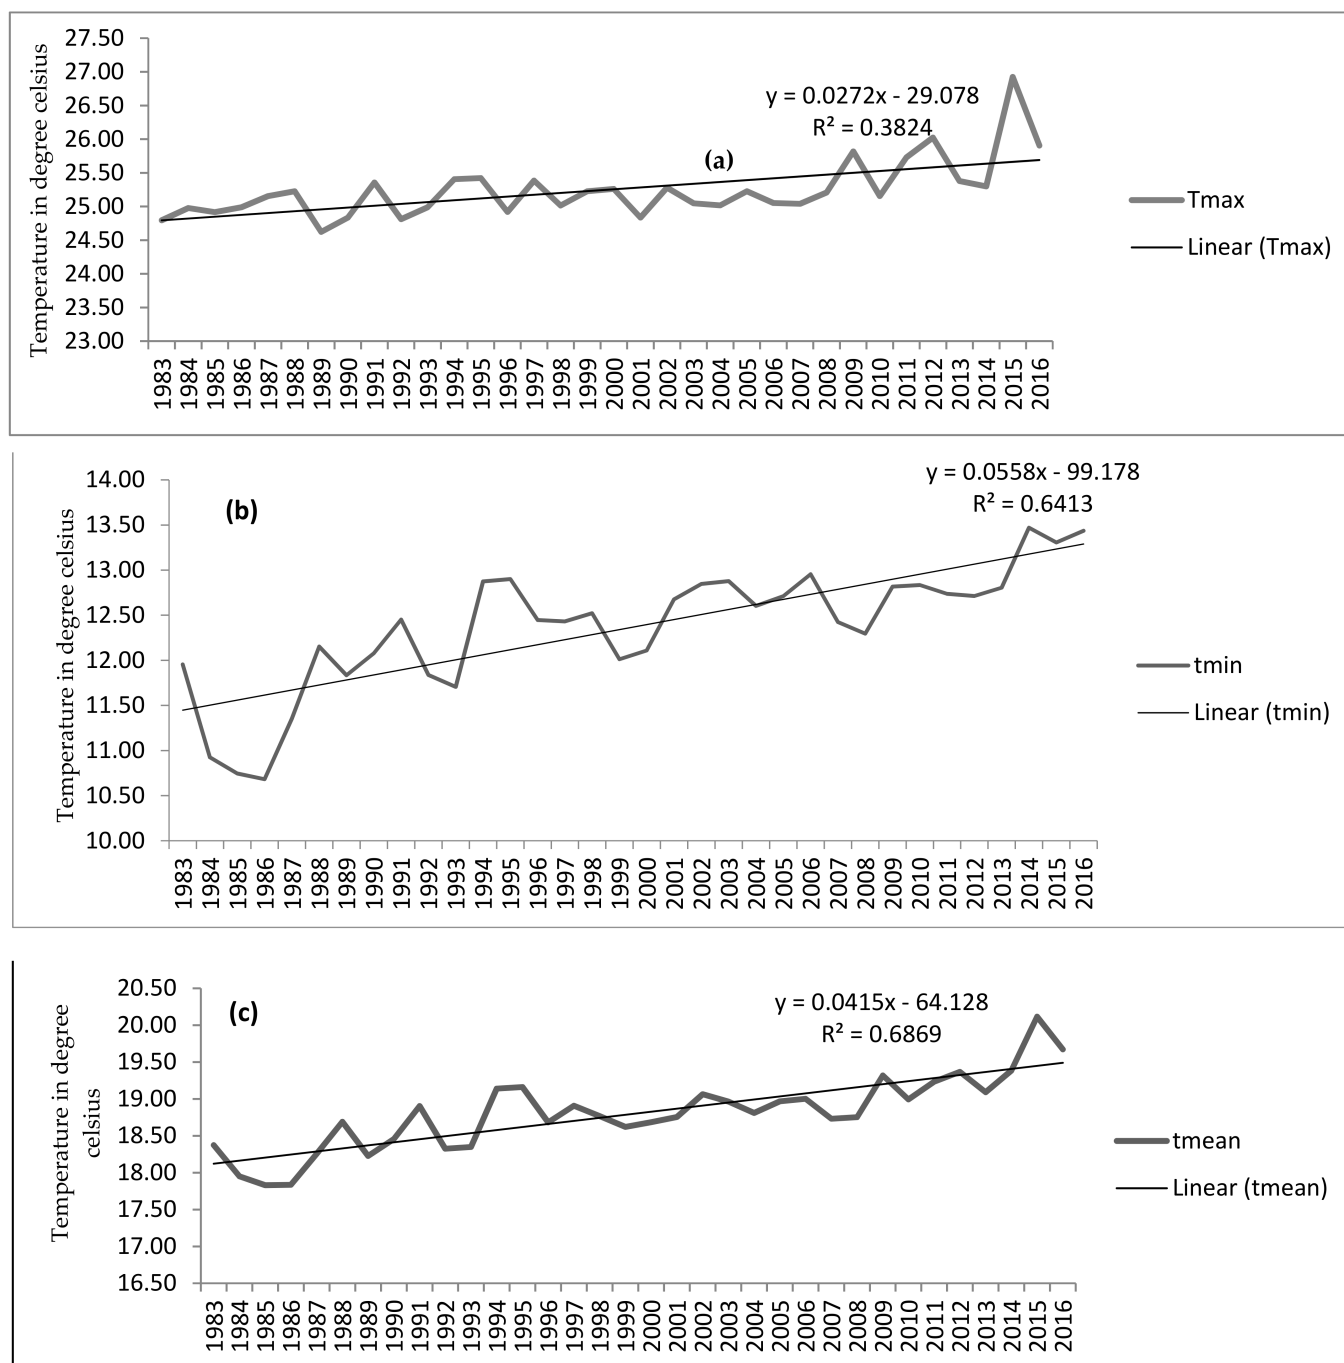 Temperature in degree celsius
27.50
27.00
26.50
26.00
25.50
25.00
24.50
24.00
23.50
23.00
y = 0.0272x - 29.078
R² = 0.3824
(a)
Tmax
Linear (Tmax)
1983 1984 1985 1986 1987 1988 1989 1990 1991 1992 1993 1994 1995 1996 1997 1998 1999 2000 2001 2002 2003 2004 2005 2006 2007 2008 2009 2010 2011 2012 2013 2014 2015 2016
Temperature in degree celsius
14.00
13.50
13.00
12.50
12.00
11.50
11.00
10.50
10.00
(b)
y = 0.0558x - 99.178
R² = 0.6413
tmin
Linear (tmin)
1983 1984 1985 1986 1987 1988 1989 1990 1991 1992 1993 1994 1995 1996 1997 1998 1999 2000 2001 2002 2003 2004 2005 2006 2007 2008 2009 2010 2011 2012 2013 2014 2015 2016
Temperature in degree
celsius
20.50
20.00
19.50
19.00
18.50
18.00
17.50
17.00
16.50
(c)
y = 0.0415x - 64.128
R² = 0.6869
tmean
Linear (tmean)
1983 1984 1985 1986 1987 1988 1989 1990 1991 1992 1993 1994 1995 1996 1997 1998 1999 2000 2001 2002 2003 2004 2005 2006 2007 2008 2009 2010 2011 2012 2013 2014 2015 2016